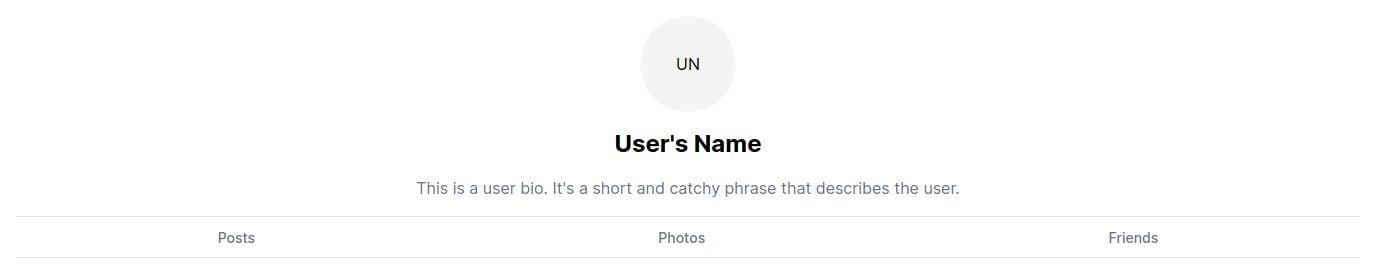 UN
User's Name
This is a user bio. It's a short and catchy phrase that describes the user.
Posts Photos Friends